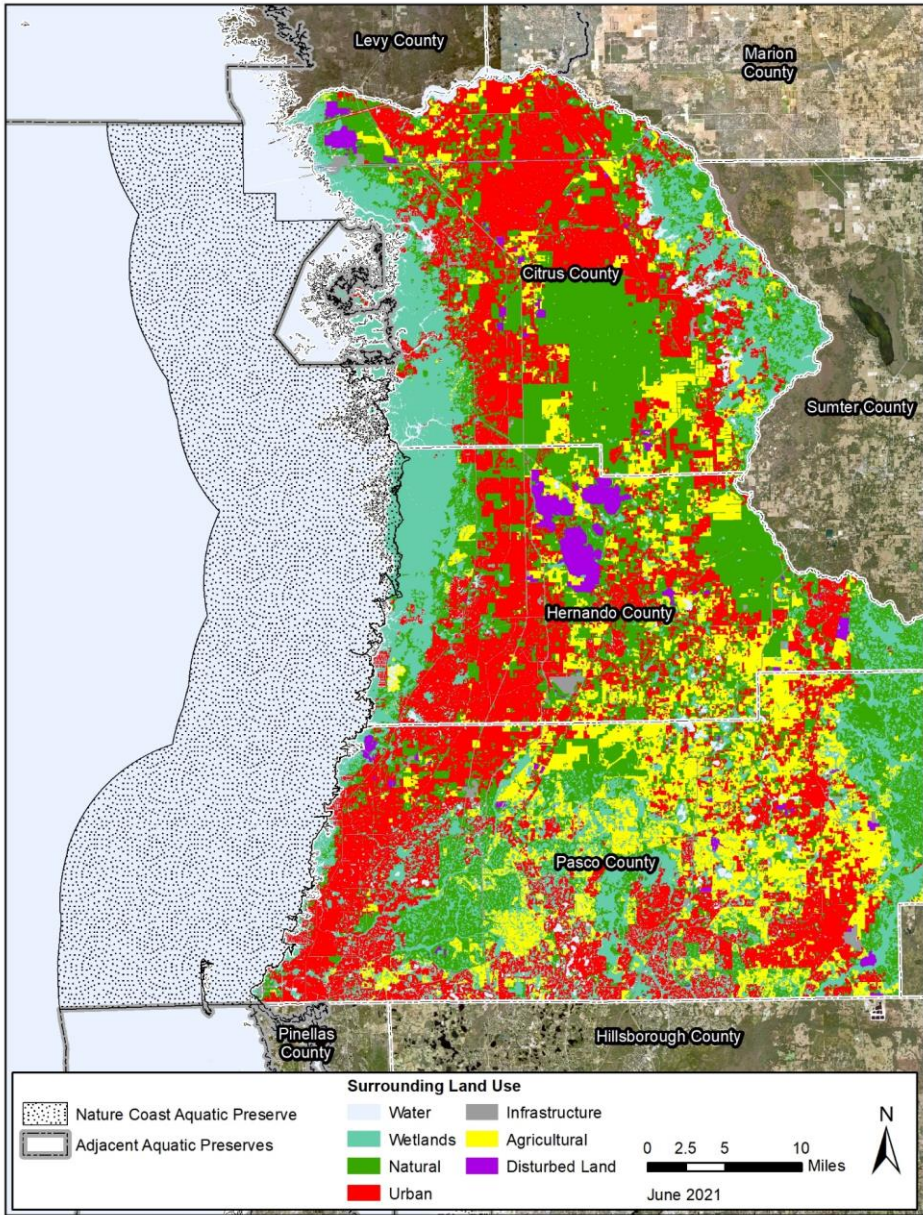 Levy County
Marion
County
Citrus County
Sumter County
Hernando County
Pasco County
Pinellas
County
Hillsborough County
Surrounding Land Use
Nature Coast Aquatic Preserve
Adjacent Aquatic Preserves
Water
Wetlands
Natural
Urban
Infrastructure
Agricultural
Disturbed Land
0 2.5 5 10
Miles
June 2021
N